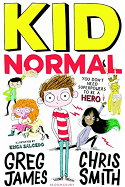 KID
NORMAL
YOU DON'T
NEED
SUPERPOWERS
TO BE A
HERO!
ILLUSTRATED BY
ERICA SALCEDO
GREG
JAMES
CHRIS
SMITH